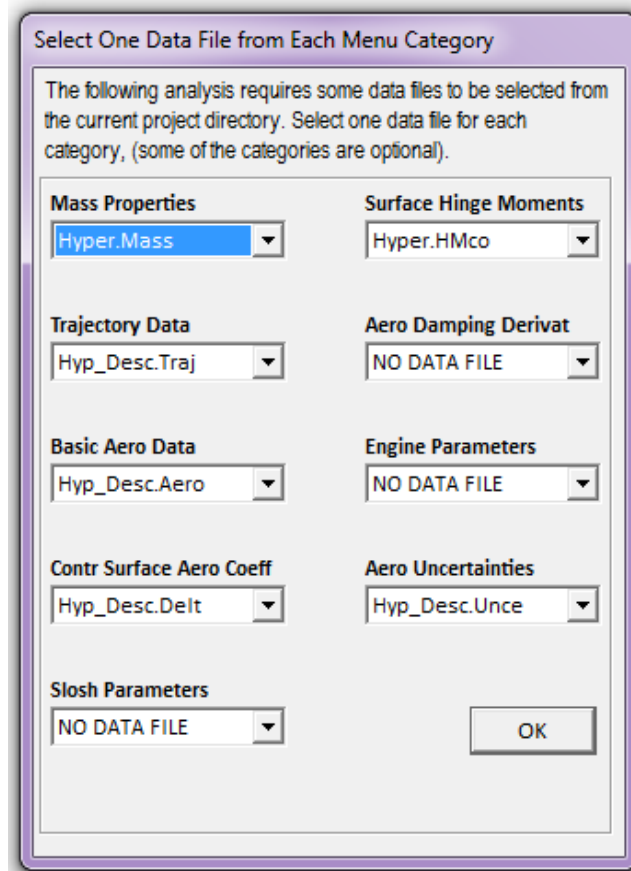 Select One Data File from Each Menu Category
The following analysis requires some data files to be selected from
the current project directory. Select one data file for each
category, (some of the categories are optional).
Mass Properties
Hyper.Mass
Surface Hinge Moments
Hyper.HMco
Trajectory Data
Hyp_Desc.Traj
Aero Damping Derivat
NO DATA FILE
Basic Aero Data
Hyp_Desc.Aero
Engine Parameters
NO DATA FILE
Contr Surface Aero Coeff
Hyp_Desc.Delt
Aero Uncertainties
Hyp_Desc.Unce
Slosh Parameters
NO DATA FILE
OK